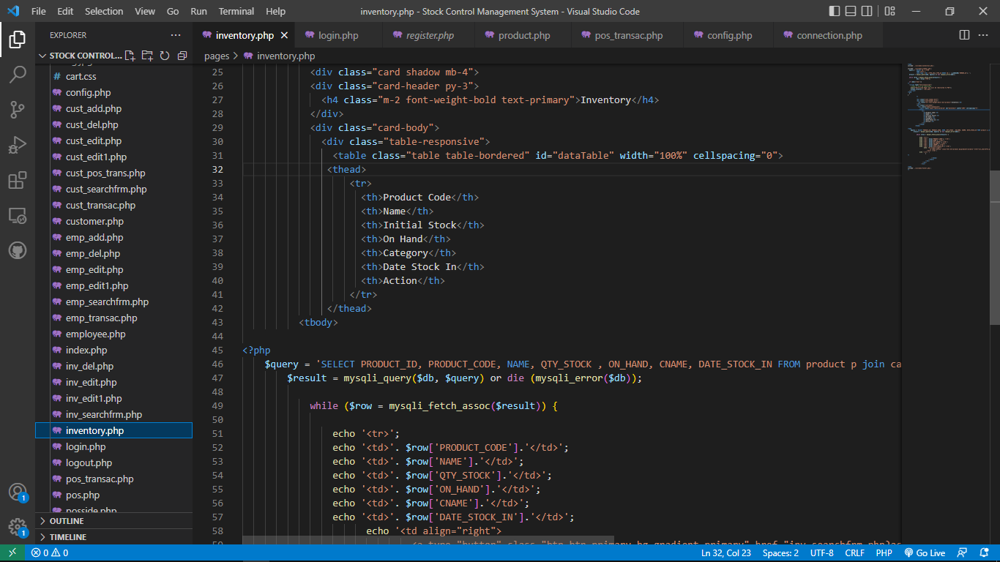 File Edit Selection View Go Run Terminal Help
inventory.php - Stock Control Management System - Visual Studio Code
EXPLORER
STOCK CONTROL...
cart.css
config.php
cust_add.php
cust_del.php
cust_edit.php
cust_edit1.php
cust_pos_trans.php
cust_searchfrm.php
cust_transac.php
customer.php
emp_add.php
emp_del.php
emp_edit.php
emp_edit1.php
emp_searchfrm.php
emp_transac.php
employee.php
index.php
inv_del.php
inv_edit.php
inv_edit1.php
inv_searchfrm.php
inventory.php
login.php
logout.php
pos_transac.php
pos.php
posside.php
OUTLINE
TIMELINE
1
1
inventory.php login.php register.php product.php pos_transac.php config.php connection.php
pages > inventory.php
25 <div class="card shadow mb-4">
26 <div class="card-header py-3">
27 <h4 class="m-2 font-weight-bold text-primary">Inventory</h4>
28 </div>
29 <div class="card-body">
30 <div class="table-responsive">
31 <table class="table table-bordered" id="dataTable" width="100%" cellspacing="0">
32 <thead>
33 <tr>
34 <th>Product Code</th>
35 <th>Name</th>
36 <th>Initial Stock</th>
37 <th>On Hand</th>
38 <th>Category</th>
39 <th>Date Stock In</th>
40 <th>Action</th>
41 </tr>
42 </thead>
43 <tbody>
44
45 <?php
46 $query = 'SELECT PRODUCT_ID, PRODUCT_CODE, NAME, QTY_STOCK , ON_HAND, CNAME, DATE_STOCK_IN FROM product p join ca
47 $result = mysqli_query($db, $query) or die (mysqli_error($db));
48
49 while ($row = mysqli_fetch_assoc($result)) {
50
51 echo '<tr>';
52 echo '<td>'. $row['PRODUCT_CODE'].'</td>';
53 echo '<td>'. $row['NAME'].'</td>';
54 echo '<td>'. $row['QTY_STOCK'].'</td>';
55 echo '<td>'. $row['ON_HAND'].'</td>';
56 echo '<td>'. $row['CNAME'].'</td>';
57 echo '<td>'. $row['DATE_STOCK_IN'].'</td>';
58 echo '<td align="right">
0 0 Ln 32, Col 23 Spaces: 2 UTF-8 CRLF PHP Go Live